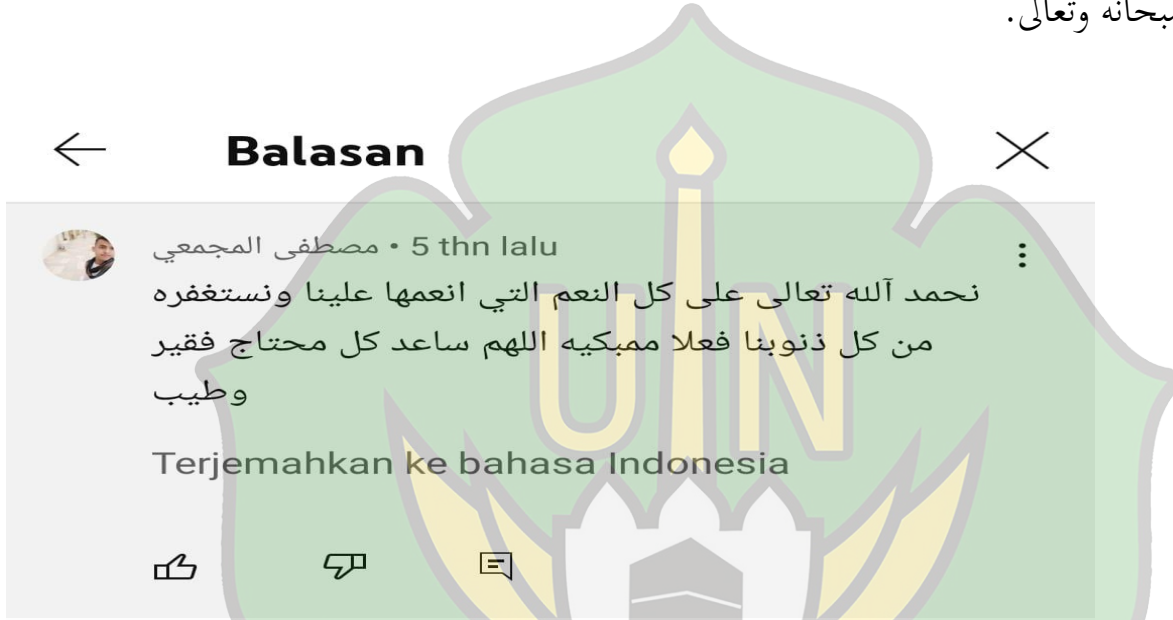 سبحانه وتعالى.
Balasan
مصطفى المجمعي • 5 thn lalu
نحمد آلله تعالى على كل النعم التي انعمها علينا ونستغفره
من كل ذنوبنا فعلا ممبكيه اللهم ساعد كل محتاج فقير
وطيب
Terjemahkan ke bahasa Indonesia
UIN